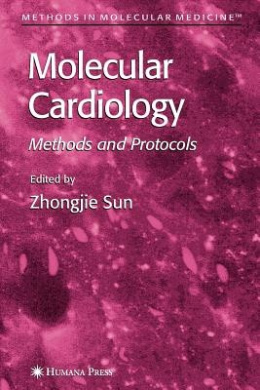 METHODS IN MOLECULAR MEDICINE™
Molecular
Cardiology
Methods and Protocols
Edited by
Zhongjie Sun
HUMANA PRESS